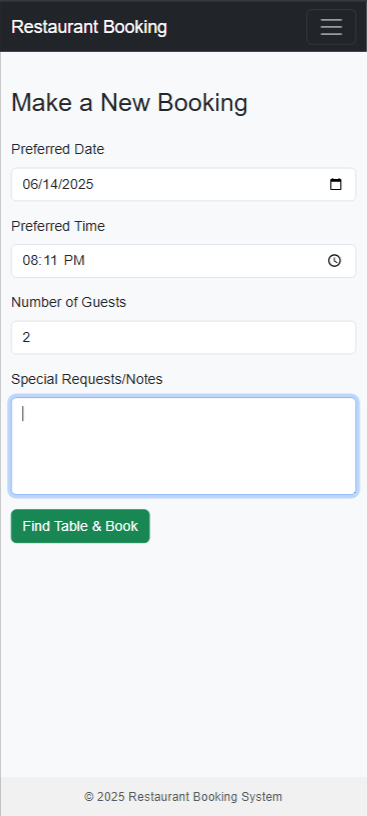 Restaurant Booking
Make a New Booking
Preferred Date
06/14/2025
Preferred Time
08:11 PM
Number of Guests
2
Special Requests/Notes
Find Table & Book
© 2025 Restaurant Booking System